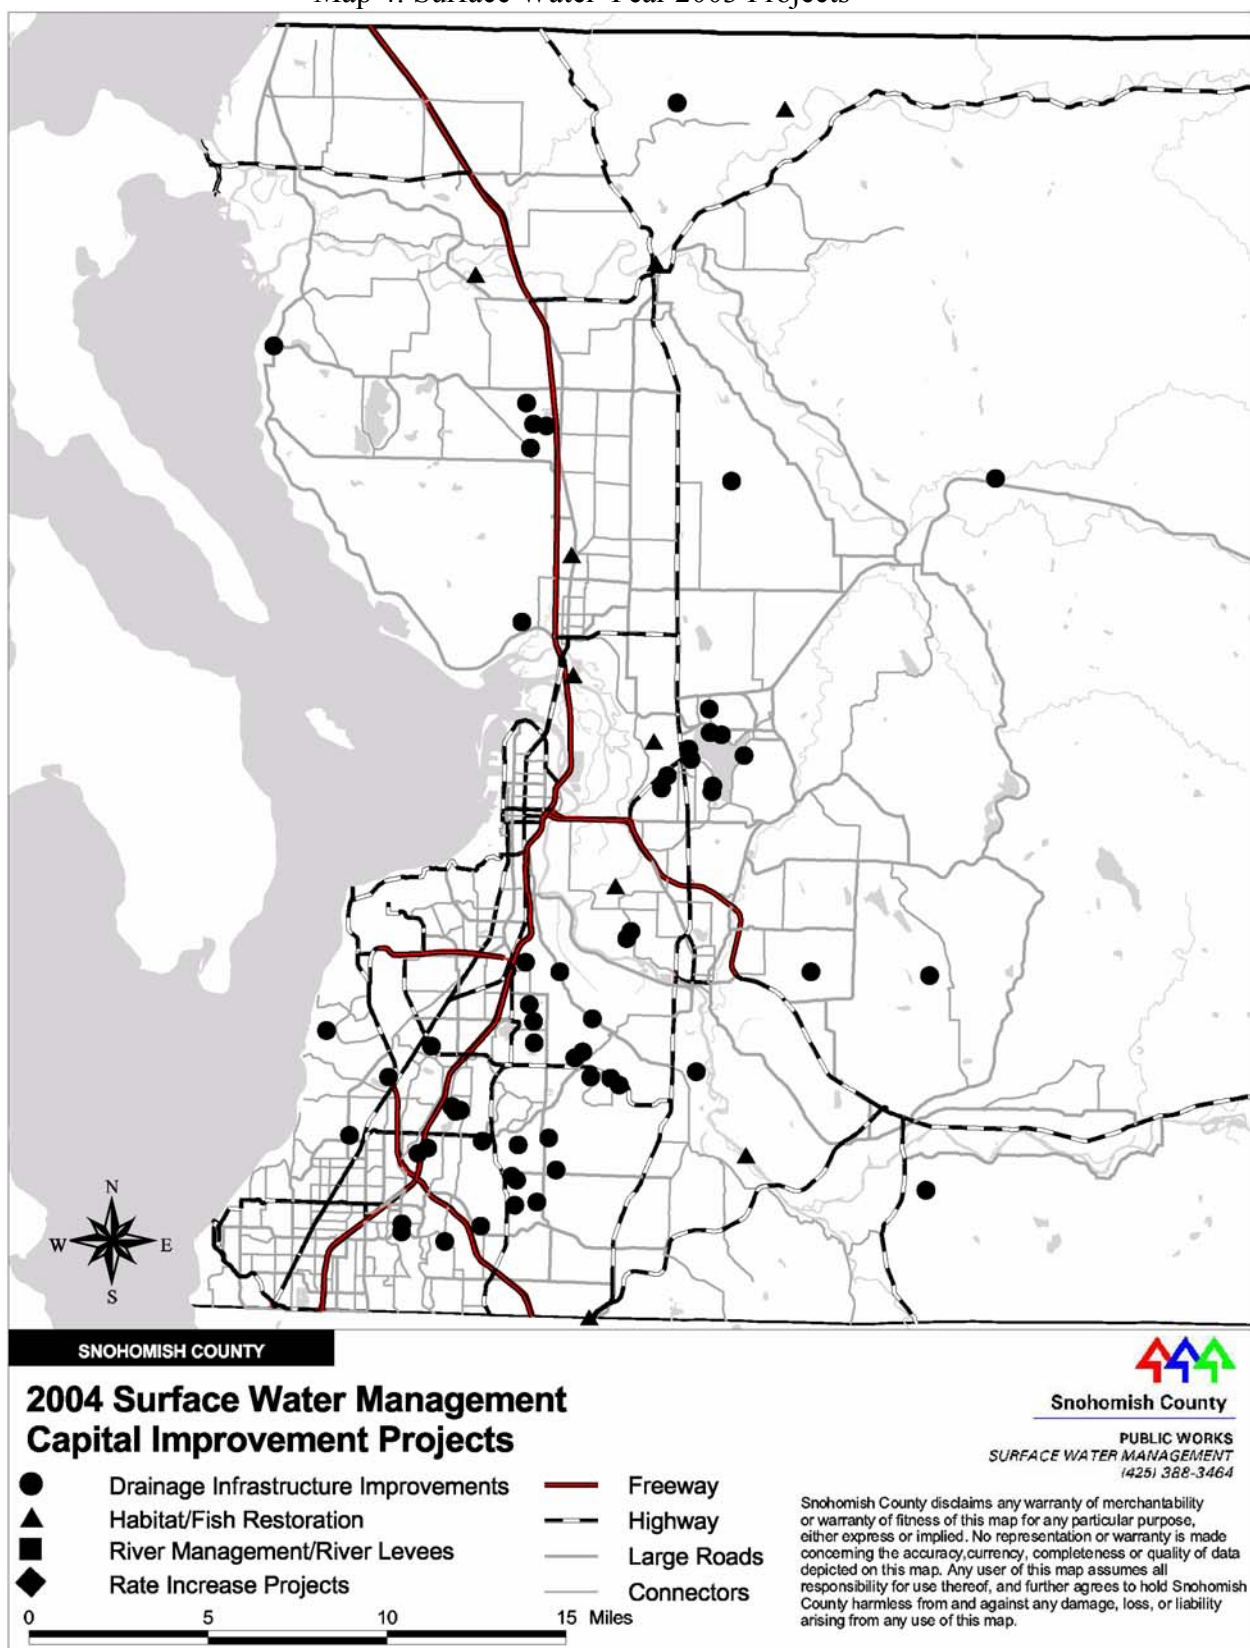 Map 4: Surface Water Year 2003 Projects
N
W
E
S
SNOHOMISH COUNTY
2004 Surface Water Management
Capital Improvement Projects
Drainage Infrastructure Improvements
Habitat/Fish Restoration
River Management/River Levees
Rate Increase Projects
0 5 10 15 Miles
Freeway
Highway
Large Roads
Connectors
Snohomish County
PUBLIC WORKS
SURFACE WATER MANAGEMENT
(425) 388-3464
Snohomish County disclaims any warranty of merchantability
or warranty of fitness of this map for any particular purpose,
either express or implied. No representation or warranty is made
concerning the accuracy,currency, completeness or quality of data
depicted on this map. Any user of this map assumes all
responsibility for use thereof, and further agrees to hold Snohomish
County harmless from and against any damage, loss, or liability
arising from any use of this map.